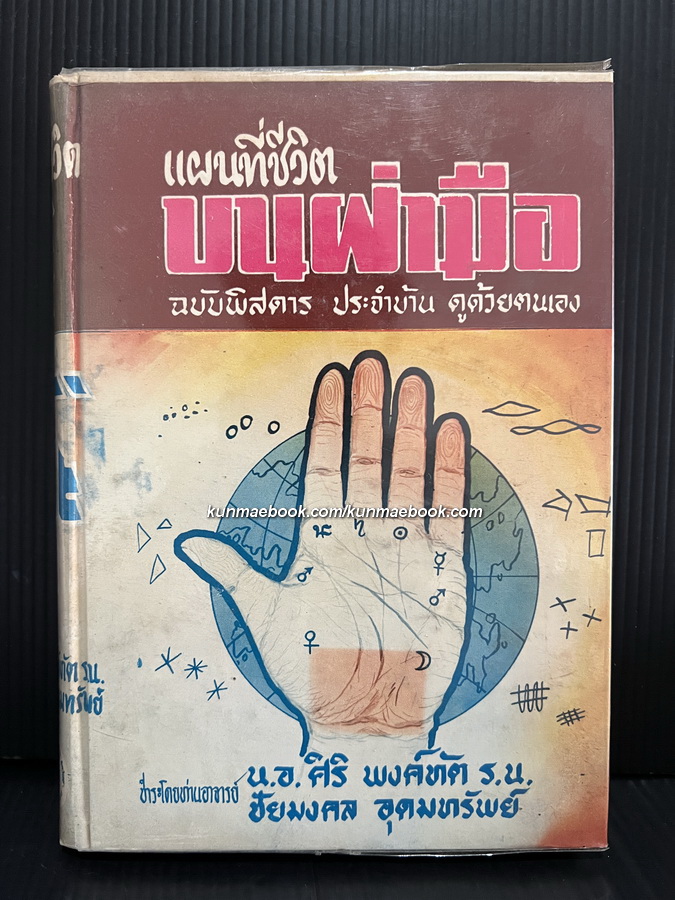 แผนที่ชีวิต
บนฝ่ามือ
ฉบับพิสดาร ประจำบ้าน ดูด้วยตนเอง
kunmaebook.com/kunmaebook.com
ชำระโดยท่านอาจารย์ น.อ. ศิริ พงศ์ทัต ร.น.
ชัยมงคล อุดมทรัพย์